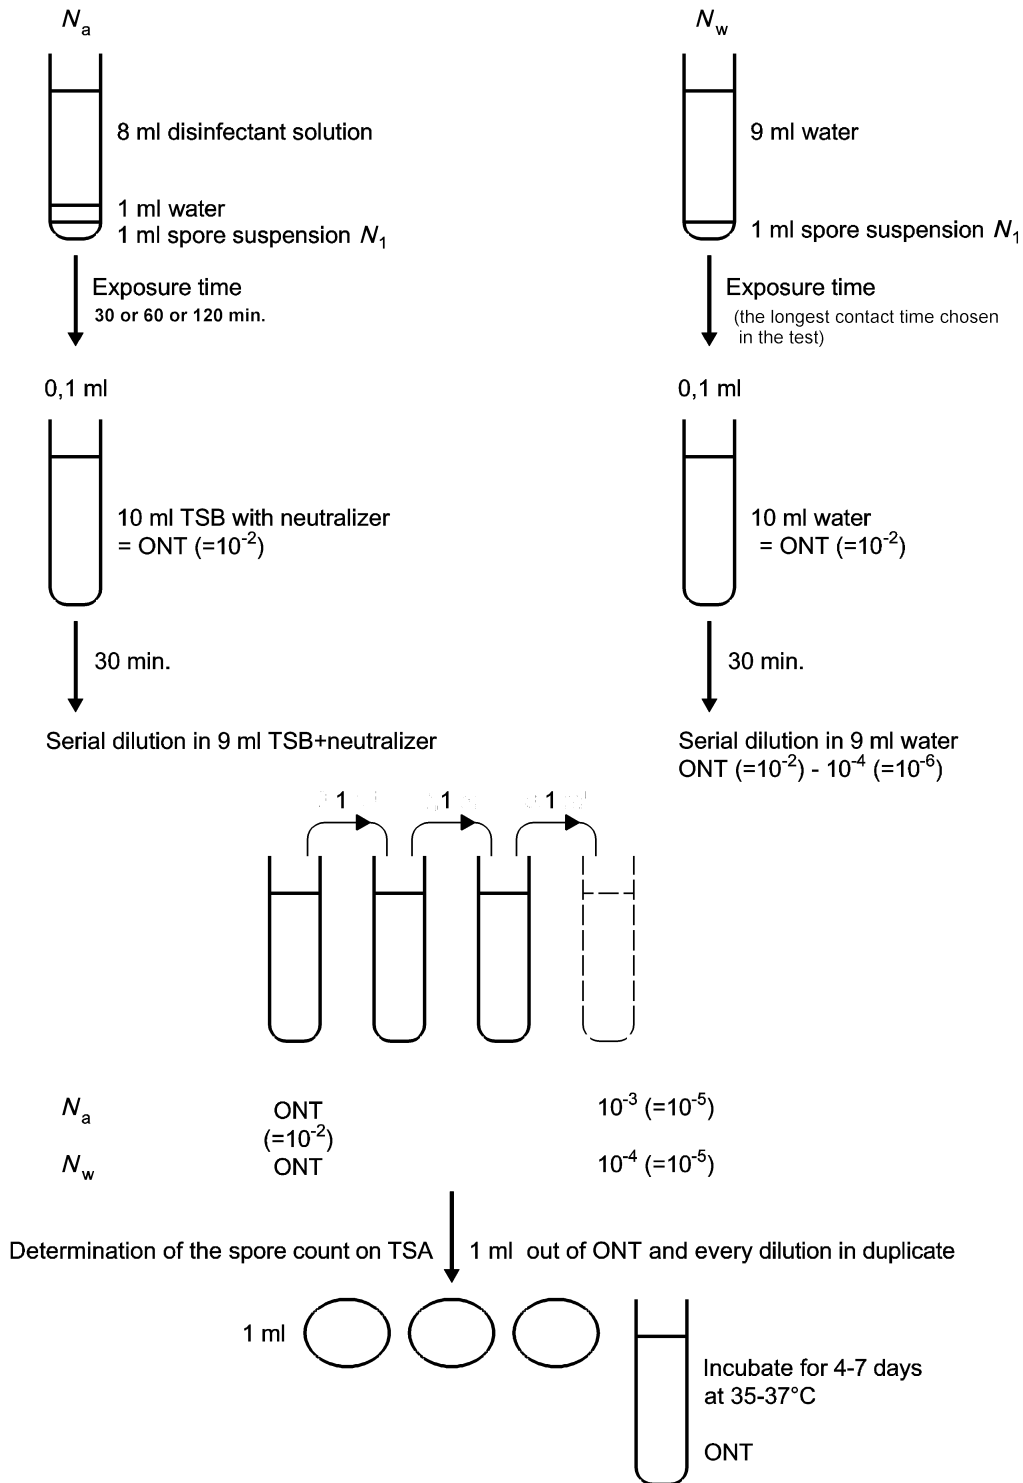 Na
Nw
8 ml disinfectant solution
9 ml water
1 ml water
1 ml spore suspension N1
1 ml spore suspension N1
Exposure time
30 or 60 or 120 min.
Exposure time
(the longest contact time chosen
in the test)
0,1 ml
0,1 ml
10 ml TSB with neutralizer
= ONT (=10-2)
10 ml water
= ONT (=10-2)
30 min.
30 min.
Serial dilution in 9 ml TSB+neutralizer
Serial dilution in 9 ml water
ONT (=10-2) - 10-4 (=10-6)
1 1 1
Na ONT 10-3 (=10-5)
(=10-2)
Nw ONT 10-4 (=10-5)
Determination of the spore count on TSA 1 ml out of ONT and every dilution in duplicate
1 ml
Incubate for 4-7 days
at 35-37°C
ONT